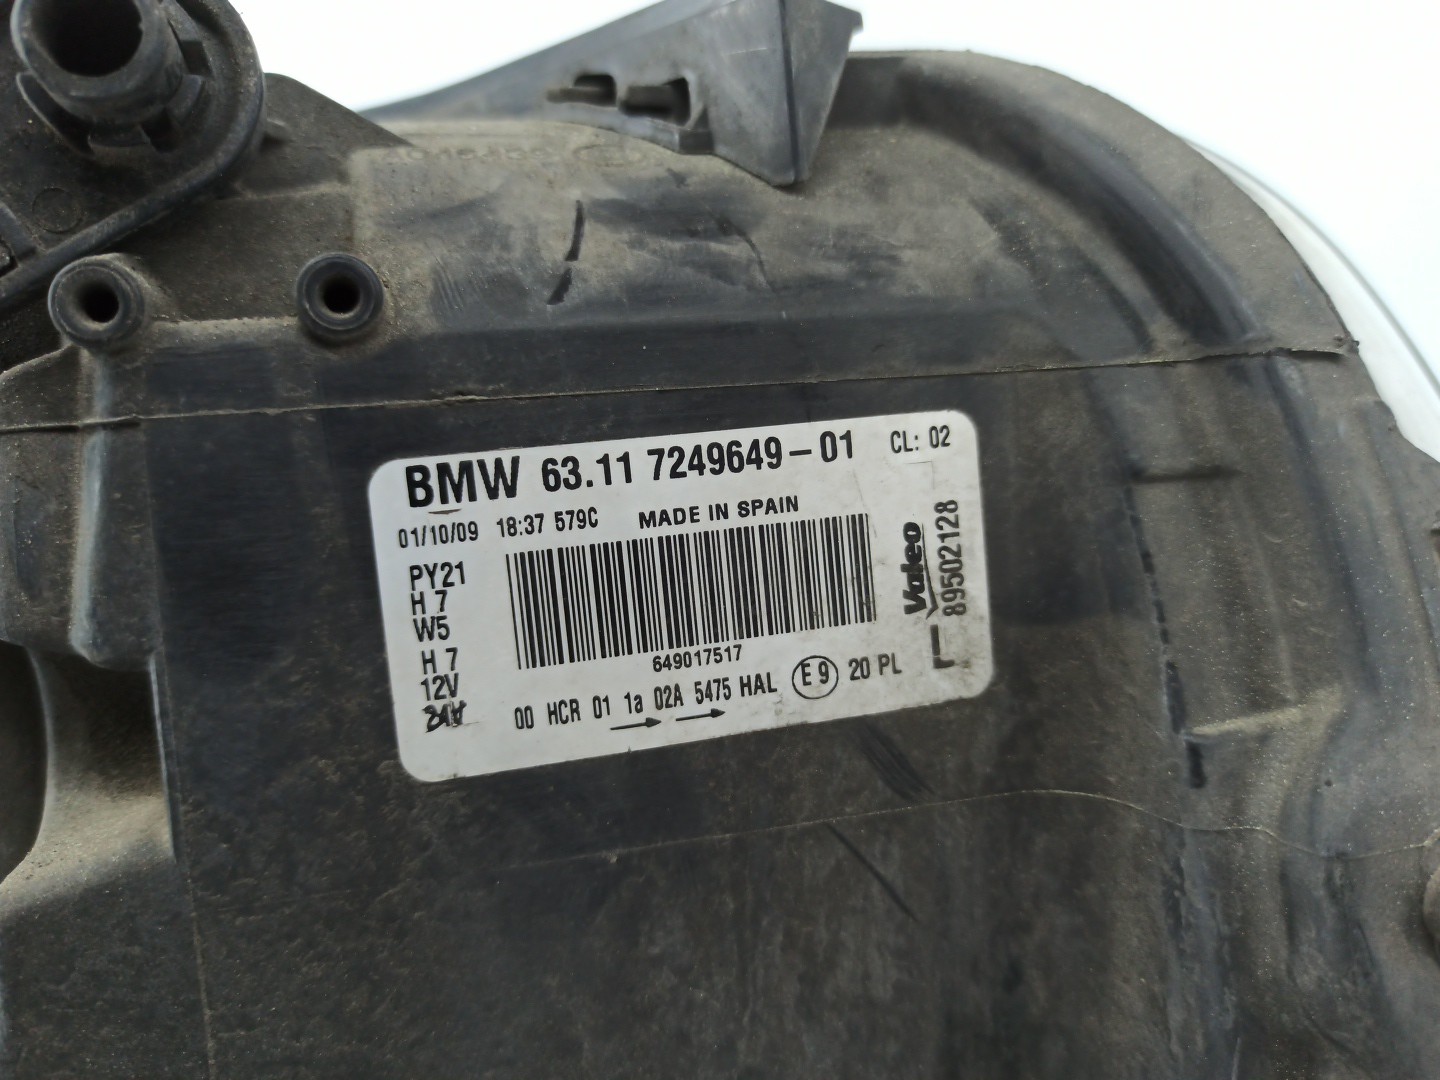 BMW 63.11 7249649-01 CL: 02
01/10/09 18:37 579C MADE IN SPAIN
PY21
H 7
W5
H 7
12V
24V
649017517
00 HCR 01 1a 02A 5475 HAL E9 20 PL
Valeo
89502128
L